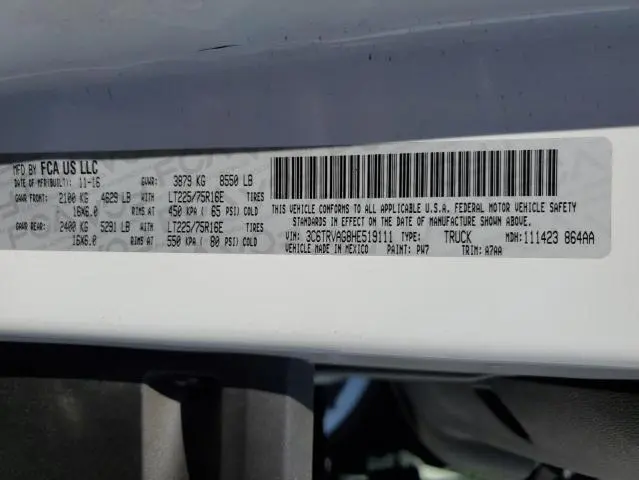 MFD BY FCA US LLC
DATE OF MFR(BUILT): 11-16 GVWR: 3879 KG 8550 LB
GAWR FRONT: 2100 KG 4629 LB WITH LT225/75R16E TIRES
16X6.0 RIMS AT 450 KPA ( 65 PSI) COLD
GAWR REAR: 2400 KG 5291 LB WITH LT225/75R16E TIRES
16X6.0 RIMS AT 550 KPA ( 80 PSI) COLD
THIS VEHICLE CONFORMS TO ALL APPLICABLE U.S.A. FEDERAL MOTOR VEHICLE SAFETY
STANDARDS IN EFFECT ON THE DATE OF MANUFACTURE SHOWN ABOVE.
VIN: 3C6TRVAG8HE519111 TYPE: TRUCK MDH: 111423 864AA
VEHICLE MADE IN MEXICO PAINT: PW7 TRIM: A7AA